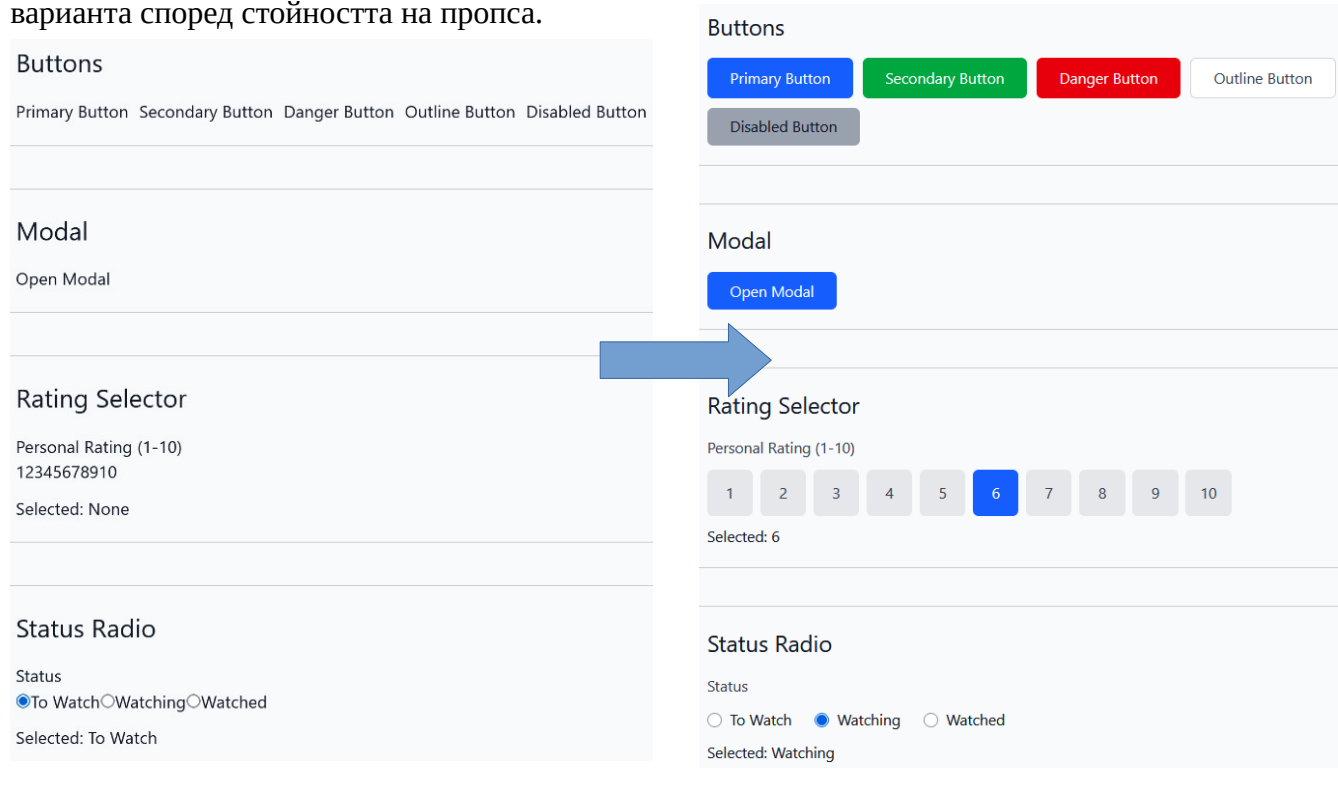 варианта според стойността на пропса.
Buttons
Primary Button Secondary Button Danger Button Outline Button Disabled Button
Modal
Open Modal
Rating Selector
Personal Rating (1-10)
12345678910
Selected: None
Status Radio
Status
To Watch Watching Watched
Selected: To Watch
Buttons
Primary Button Secondary Button Danger Button Outline Button
Disabled Button
Modal
Open Modal
Rating Selector
Personal Rating (1-10)
1 2 3 4 5 6 7 8 9 10
Selected: 6
Status Radio
Status
To Watch Watching Watched
Selected: Watching